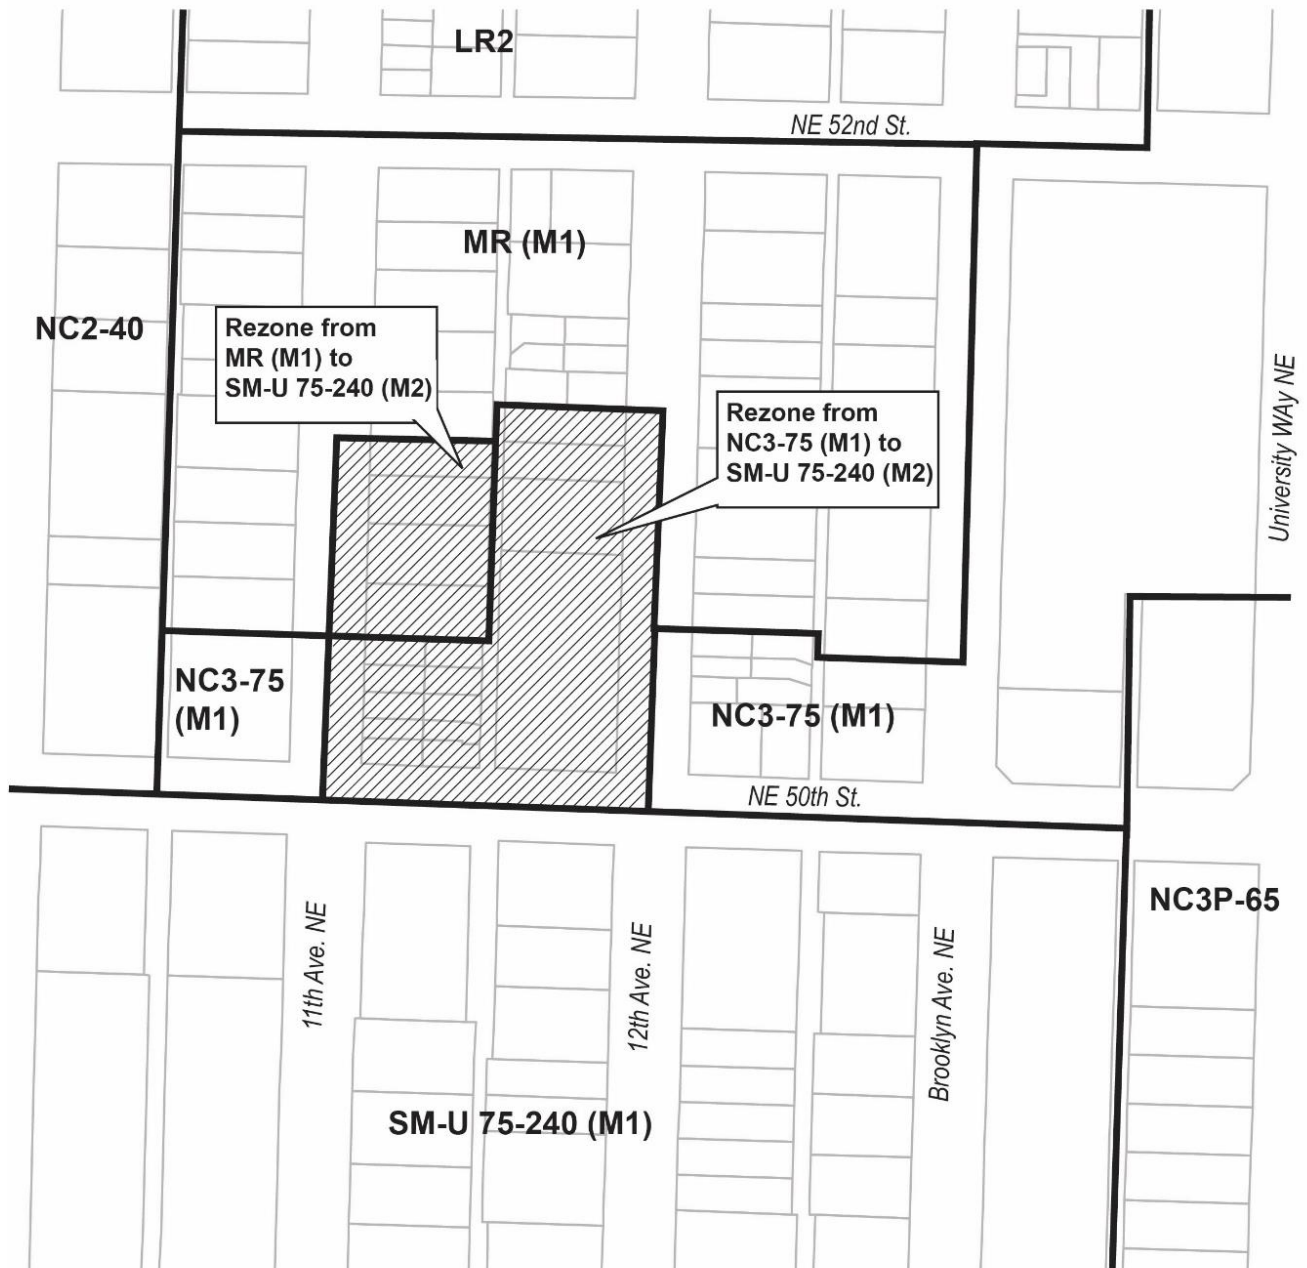 LR2
NE 52nd St.
MR (M1)
NC2-40
Rezone from
MR (M1) to
SM-U 75-240 (M2)
Rezone from
NC3-75 (M1) to
SM-U 75-240 (M2)
University WAy NE
NC3-75
(M1)
NC3-75 (M1)
NE 50th St.
NC3P-65
11th Ave. NE
12th Ave. NE
Brooklyn Ave. NE
SM-U 75-240 (M1)